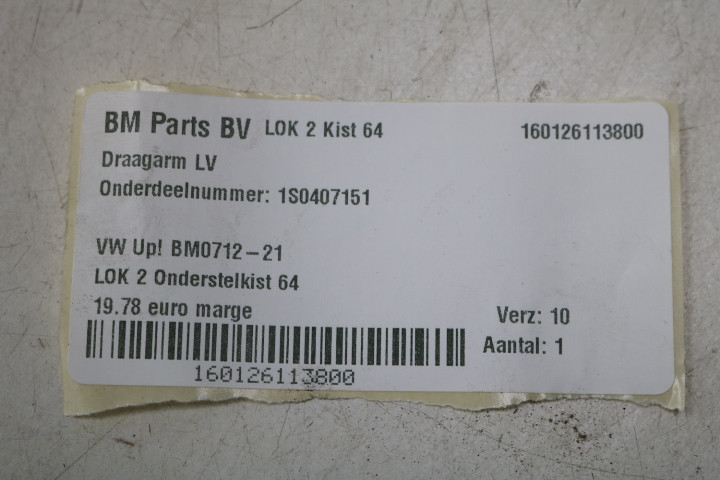 BM Parts BV LOK 2 Kist 64 160126113800
Draagarm LV
Onderdeelnummer: 1S0407151
VW Up! BM0712-21
LOK 2 Onderstelkist 64
19.78 euro marge Verz: 10
Aantal: 1
160126113800